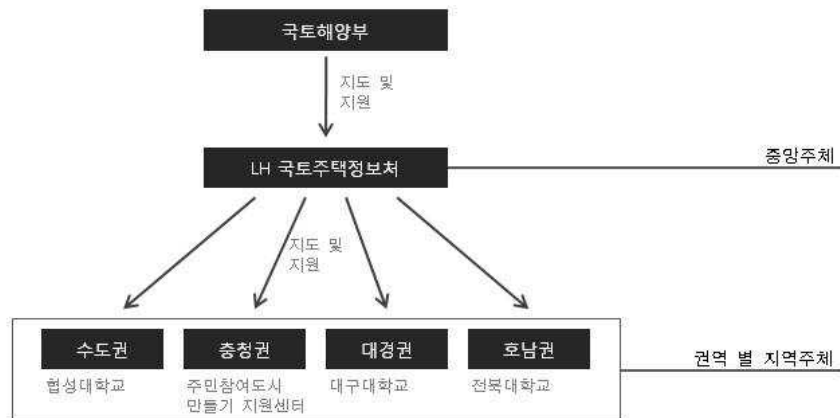 국토해양부
지도 및
지원
LH 국토주택정보처
중앙주체
지도 및
지원
수도권
충청권
대경권
호남권
권역 별 지역주체
협성대학교
주민참여도시
만들기 지원센터
대구대학교
전북대학교